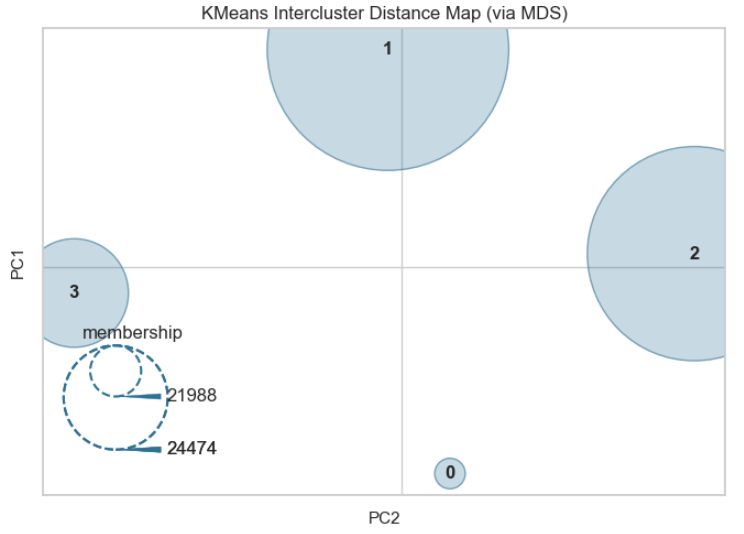 KMeans Intercluster Distance Map (via MDS)
1
2
PC1
3
membership
21988
24474
0
PC2